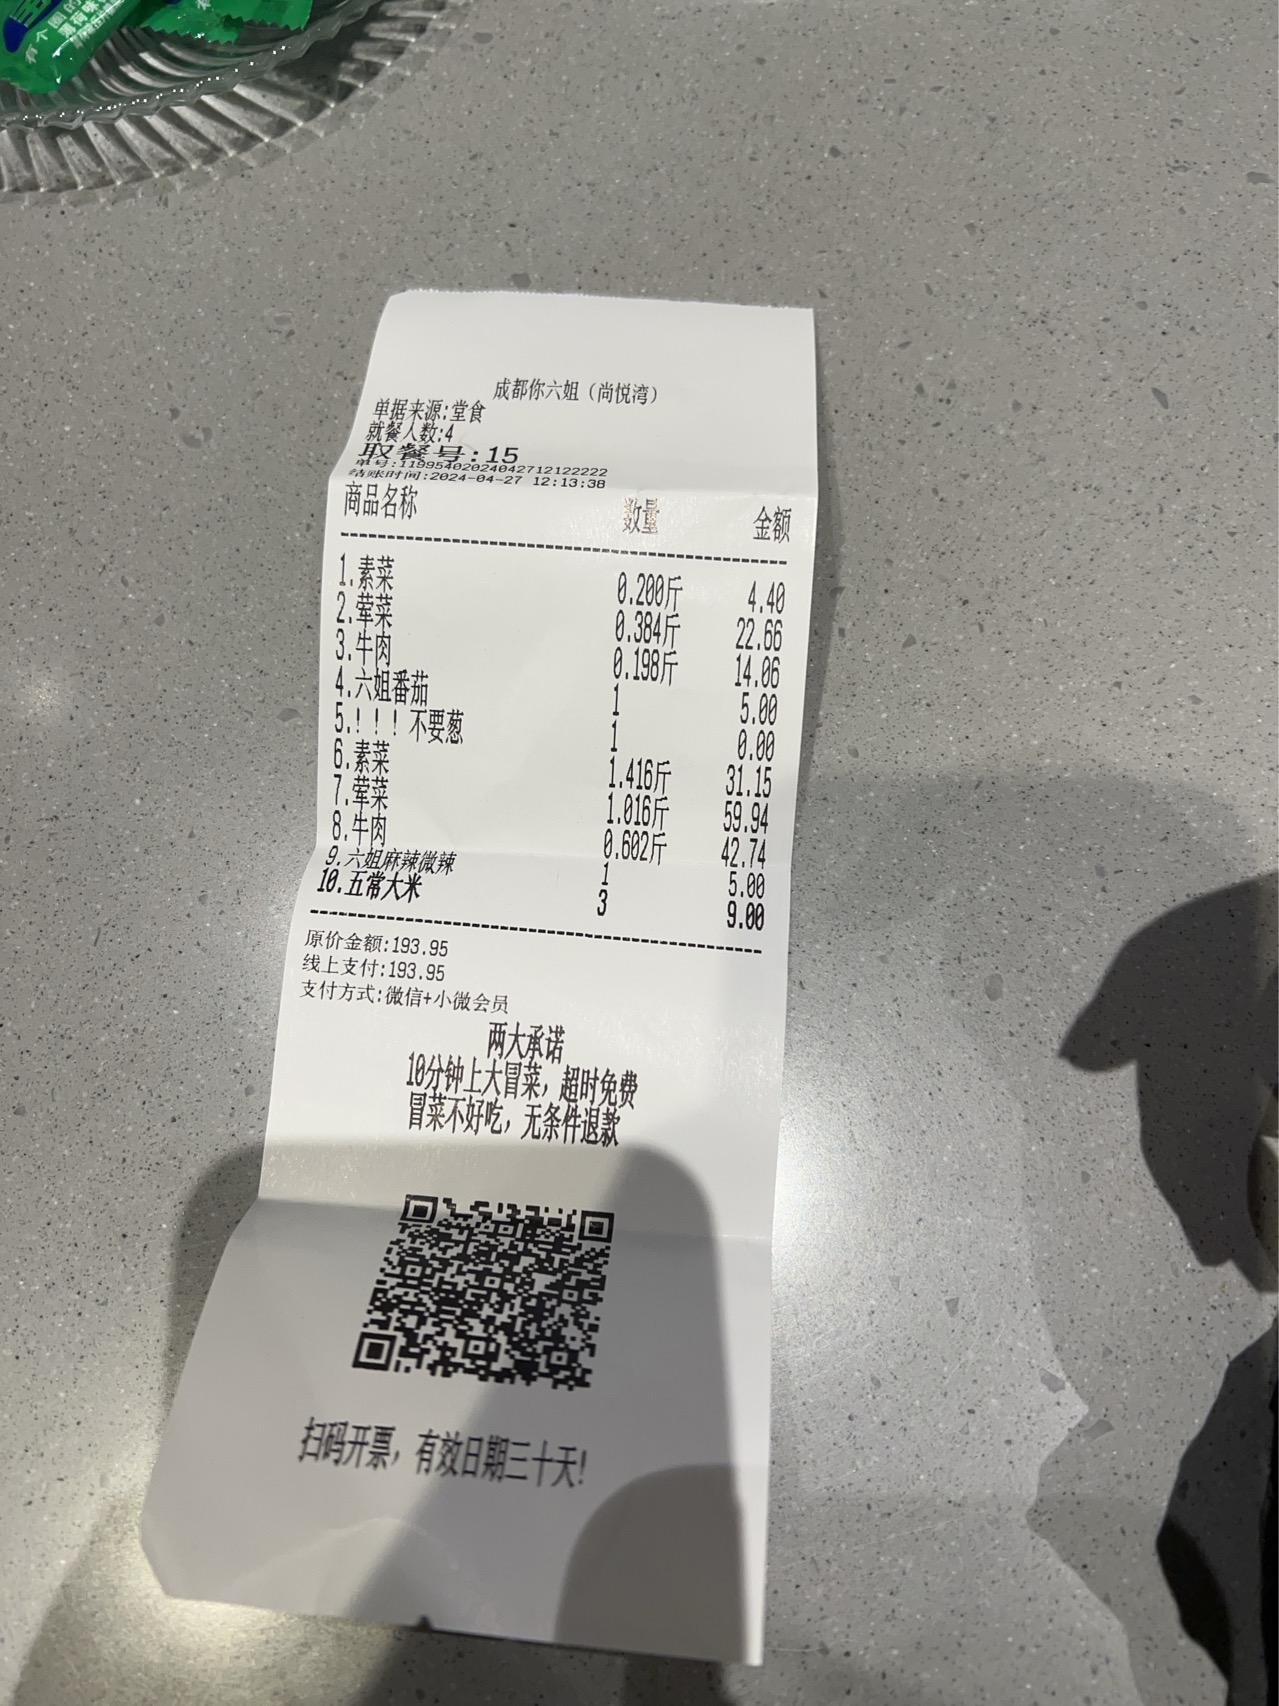 有个圈的
薄荷味
成都你六姐（尚悦湾）
单据来源:堂食
就餐人数:4
取餐号:15
单号:11995402024042712122222
结账时间:2024-04-27 12:13:38
商品名称 数量 金额
1.素菜 0.200斤 4.40
2.荤菜 0.384斤 22.66
3.牛肉 0.198斤 14.06
4.六姐番茄 1 5.00
5.！！！不要葱 1 0.00
6.素菜 1.416斤 31.15
7.荤菜 1.016斤 59.94
8.牛肉 0.602斤 42.74
9.六姐麻辣微辣 1 5.00
10.五常大米 3 9.00
原价金额:193.95
线上支付:193.95
支付方式:微信+小微会员
两大承诺
10分钟上大冒菜，超时免费
冒菜不好吃，无条件退款
扫码开票，有效日期三十天!